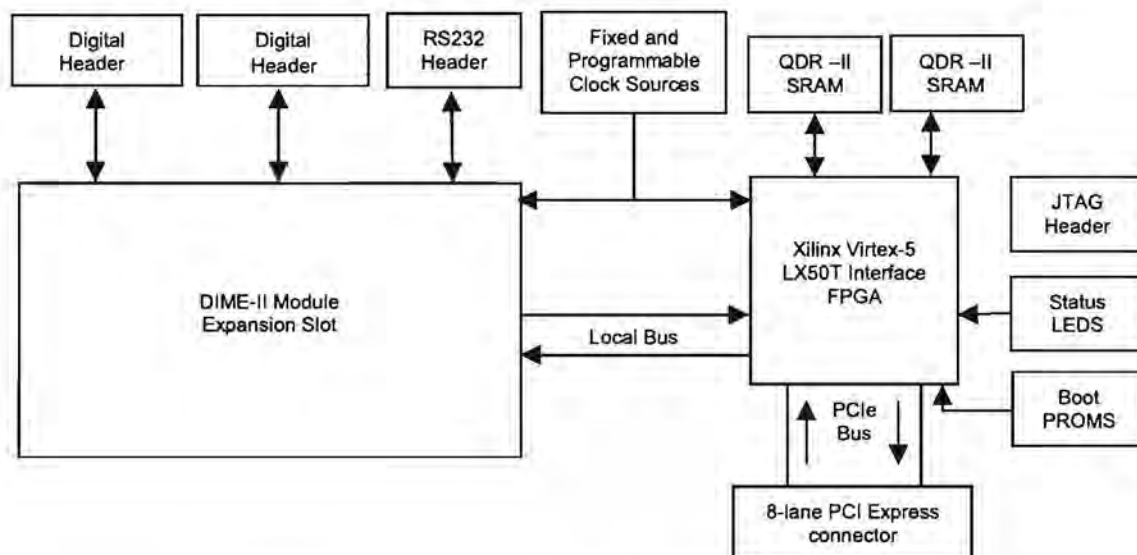 Digital
Header
Digital
Header
RS232
Header
Fixed and
Programmable
Clock Sources
QDR –II
SRAM
QDR –II
SRAM
JTAG
Header
Xilinx Virtex-5
LX50T Interface
FPGA
DIME-II Module
Expansion Slot
Status
LEDS
Local Bus
Boot
PROMS
PCIe
Bus
8-lane PCI Express
connector